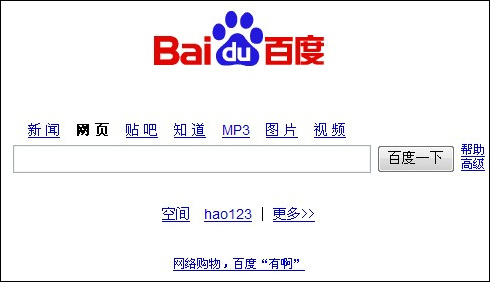 Bai du 百度
新闻 网页 贴吧 知道 MP3 图片 视频
百度一下 帮助
高级
空间 hao123 | 更多>>
网络购物，百度“有啊”